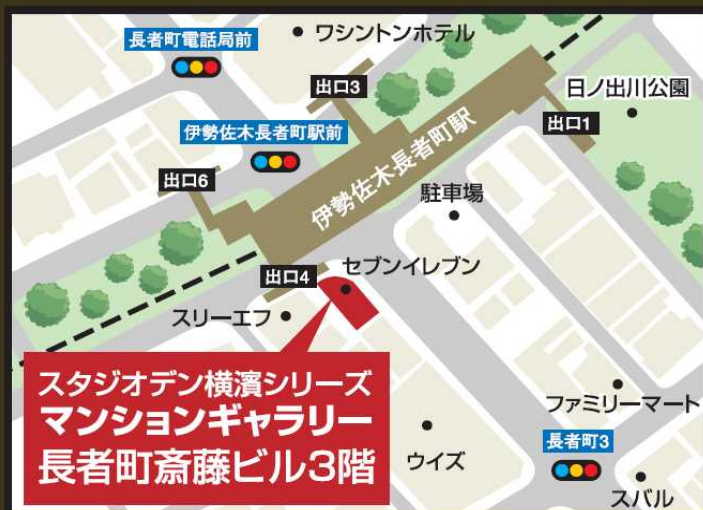 長者町電話局前
ワシントンホテル
出口3
日ノ出川公園
出口1
伊勢佐木長者町駅前
伊勢佐木長者町駅
出口6
駐車場
出口4
セブンイレブン
スリーエフ
スタジオデン横濱シリーズ
マンションギャラリー
長者町斎藤ビル3階
ファミリーマート
長者町3
ウイズ
スバル